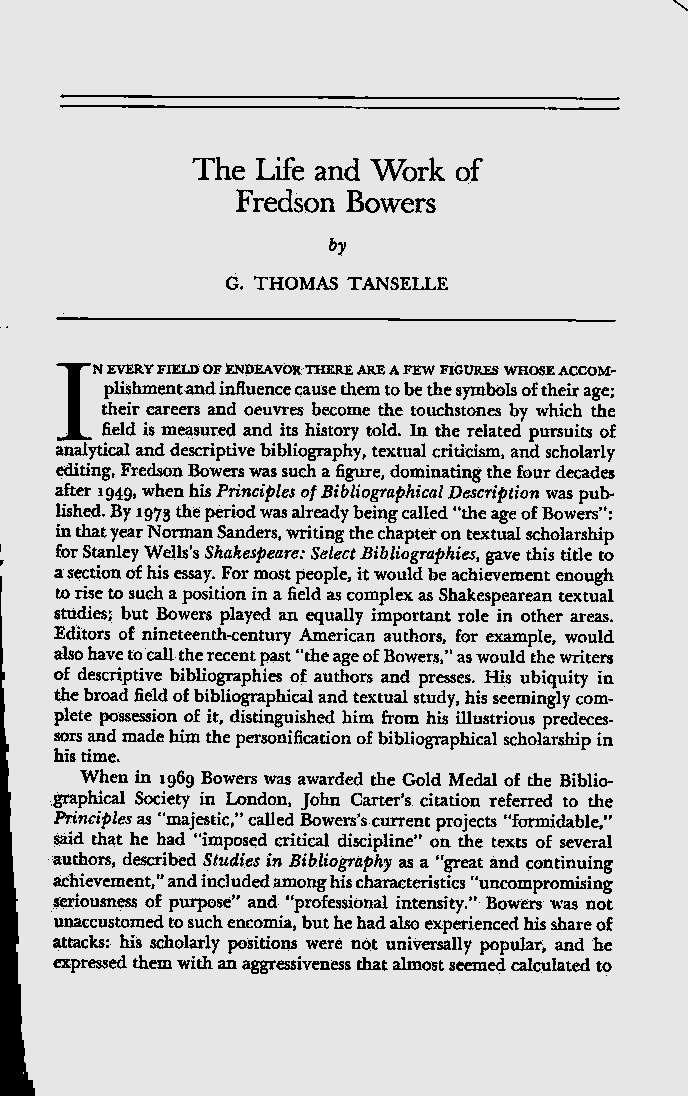 The Life and Work of
Fredson Bowers
by
G. THOMAS TANSELLE
IN EVERY FIELD OF ENDEAVOR THERE ARE A FEW FIGURES WHOSE ACCOM-
plishment and influence cause them to be the symbols of their age;
their careers and oeuvres become the touchstones by which the
field is measured and its history told. In the related pursuits of
analytical and descriptive bibliography, textual criticism, and scholarly
editing, Fredson Bowers was such a figure, dominating the four decades
after 1949, when his Principles of Bibliographical Description was pub-
lished. By 1973 the period was already being called "the age of Bowers":
in that year Norman Sanders, writing the chapter on textual scholarship
for Stanley Wells's Shakespeare: Select Bibliographies, gave this title to
a section of his essay. For most people, it would be achievement enough
to rise to such a position in a field as complex as Shakespearean textual
studies; but Bowers played an equally important role in other areas.
Editors of nineteenth-century American authors, for example, would
also have to call the recent past "the age of Bowers," as would the writers
of descriptive bibliographies of authors and presses. His ubiquity in
the broad field of bibliographical and textual study, his seemingly com-
plete possession of it, distinguished him from his illustrious predeces-
sors and made him the personification of bibliographical scholarship in
his time.
When in 1969 Bowers was awarded the Gold Medal of the Biblio-
graphical Society in London, John Carter's citation referred to the
Principles as "majestic," called Bowers's current projects "formidable,"
said that he had "imposed critical discipline" on the texts of several
authors, described Studies in Bibliography as a "great and continuing
achievement," and included among his characteristics "uncompromising
seriousness of purpose" and "professional intensity." Bowers was not
unaccustomed to such encomia, but he had also experienced his share of
attacks: his scholarly positions were not universally popular, and he
expressed them with an aggressiveness that almost seemed calculated to